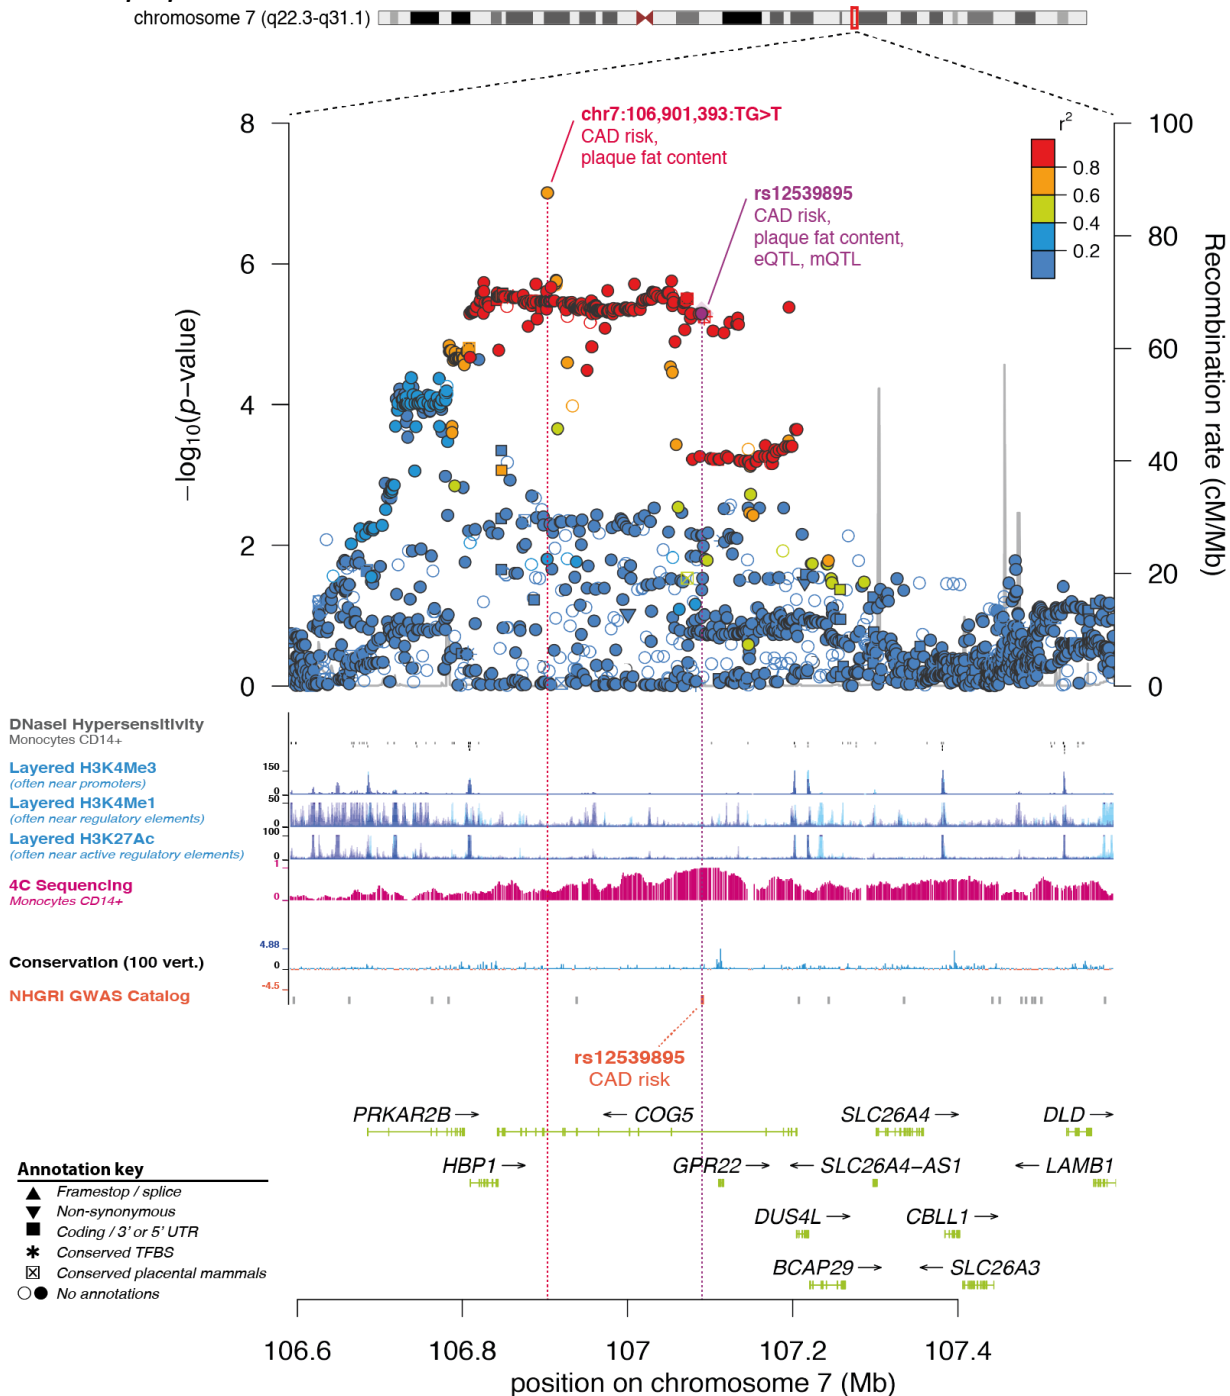 chromosome 7 (q22.3-q31.1)
chr7:106,901,393:TG>T
CAD risk,
plaque fat content
rs12539895
CAD risk,
plaque fat content,
eQTL, mQTL
r2
0.8
0.6
0.4
0.2
8
6
4
2
0
−log10(p−value)
100
80
60
40
20
0
Recombination rate (cM/Mb)
DNaseI Hypersensitivity
Monocytes CD14+
Layered H3K4Me3
(often near promoters)
150
0
Layered H3K4Me1
(often near regulatory elements)
50
0
Layered H3K27Ac
(often near active regulatory elements)
100
0
4C Sequencing
Monocytes CD14+
1
0
Conservation (100 vert.)
4.88
0
-4.5
NHGRI GWAS Catalog
rs12539895
CAD risk
PRKAR2B → ← COG5 SLC26A4 → DLD →
HBP1 → GPR22 → ← SLC26A4−AS1 ← LAMB1
DUS4L → CBLL1 →
BCAP29 → ← SLC26A3
Annotation key
▲ Framestop / splice
▼ Non-synonymous
■ Coding / 3' or 5' UTR
✱ Conserved TFBS
☒ Conserved placental mammals
○● No annotations
106.6 106.8 107 107.2 107.4
position on chromosome 7 (Mb)